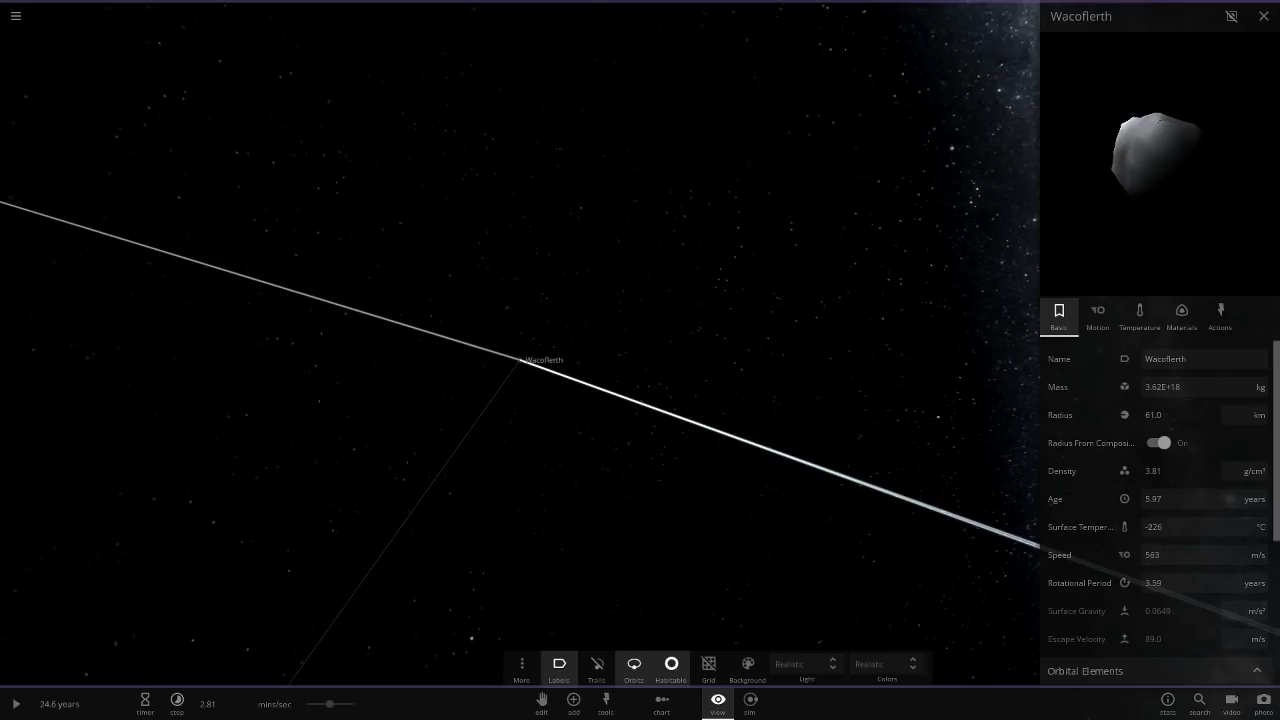 Wacoflerth
Wacoflerth
Basic
Motion
Temperature
Materials
Actions
Name Wacoflerth
Mass 3.62E+18 kg
Radius 61.0 km
Radius From Composi... On
Density 3.81 g/cm³
Age 5.97 years
Surface Temper... -226 °C
Speed 563 m/s
Rotational Period 3.59 years
Surface Gravity 0.0649 m/s²
Escape Velocity 89.0 m/s
Orbital Elements
More Labels Trails Orbits Habitable Grid Background Realistic Light Realistic Colors
24.6 years timer step 2.81 mins/sec edit add tools chart view sim stats search video photo